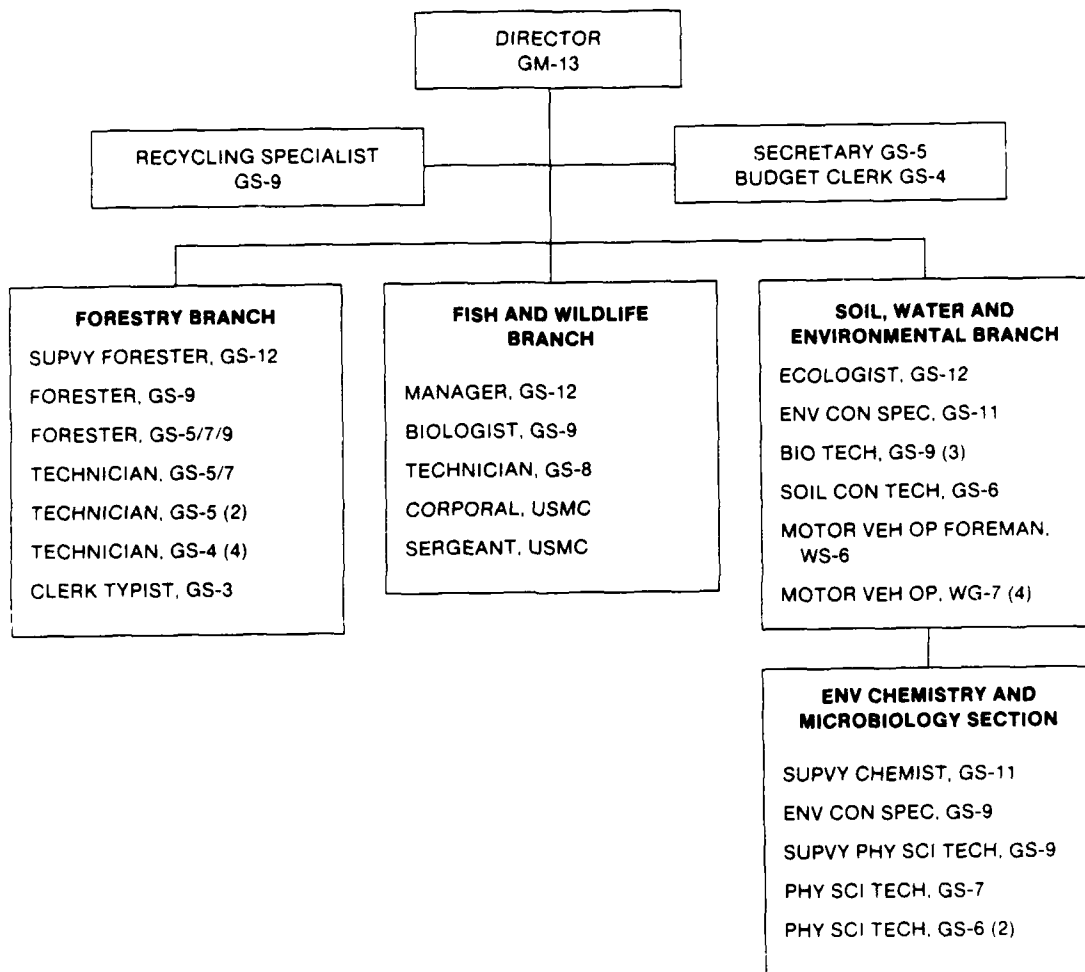 DIRECTOR
GM-13
RECYCLING SPECIALIST
GS-9
SECRETARY GS-5
BUDGET CLERK GS-4
FORESTRY BRANCH
SUPVY FORESTER, GS-12
FORESTER, GS-9
FORESTER, GS-5/7/9
TECHNICIAN, GS-5/7
TECHNICIAN, GS-5 (2)
TECHNICIAN, GS-4 (4)
CLERK TYPIST, GS-3
FISH AND WILDLIFE
BRANCH
MANAGER, GS-12
BIOLOGIST, GS-9
TECHNICIAN, GS-8
CORPORAL, USMC
SERGEANT, USMC
SOIL, WATER AND
ENVIRONMENTAL BRANCH
ECOLOGIST, GS-12
ENV CON SPEC, GS-11
BIO TECH, GS-9 (3)
SOIL CON TECH, GS-6
MOTOR VEH OP FOREMAN,
WS-6
MOTOR VEH OP, WG-7 (4)
ENV CHEMISTRY AND
MICROBIOLOGY SECTION
SUPVY CHEMIST, GS-11
ENV CON SPEC, GS-9
SUPVY PHY SCI TECH, GS-9
PHY SCI TECH, GS-7
PHY SCI TECH, GS-6 (2)